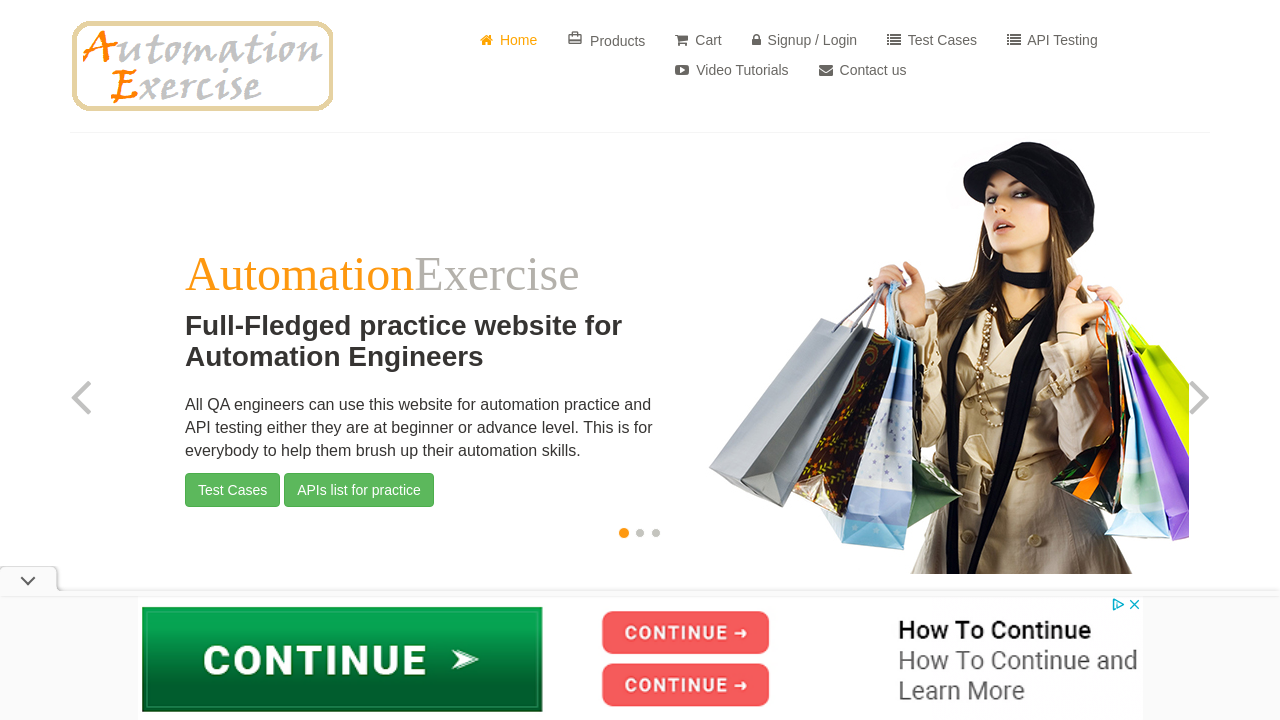 Automation
Exercise
Home
Products
Cart
Signup / Login
Test Cases
API Testing
Video Tutorials
Contact us
AutomationExercise
Full-Fledged practice website for
Automation Engineers
All QA engineers can use this website for automation practice and
API testing either they are at beginner or advance level. This is for
everybody to help them brush up their automation skills.
Test Cases
APIs list for practice
CONTINUE
CONTINUE →
CONTINUE →
How To Continue
How To Continue and
Learn More